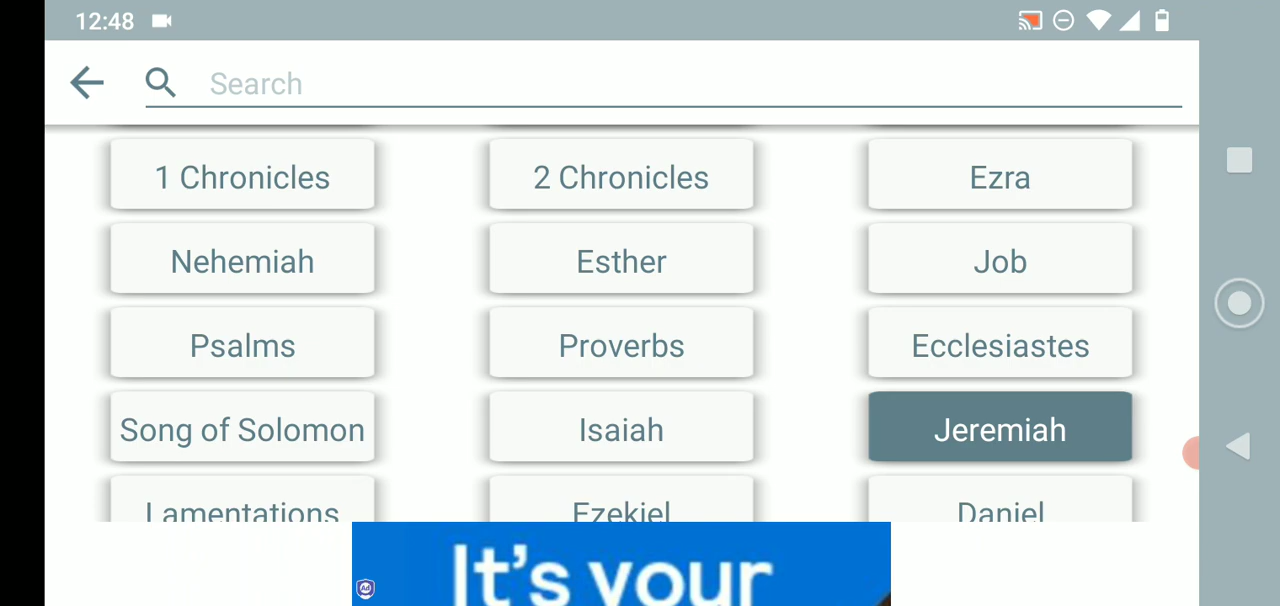 12:48
Search
1 Chronicles
2 Chronicles
Ezra
Nehemiah
Esther
Job
Psalms
Proverbs
Ecclesiastes
Song of Solomon
Isaiah
Jeremiah
Lamentations
Ezekiel
Daniel
It's your
Ad